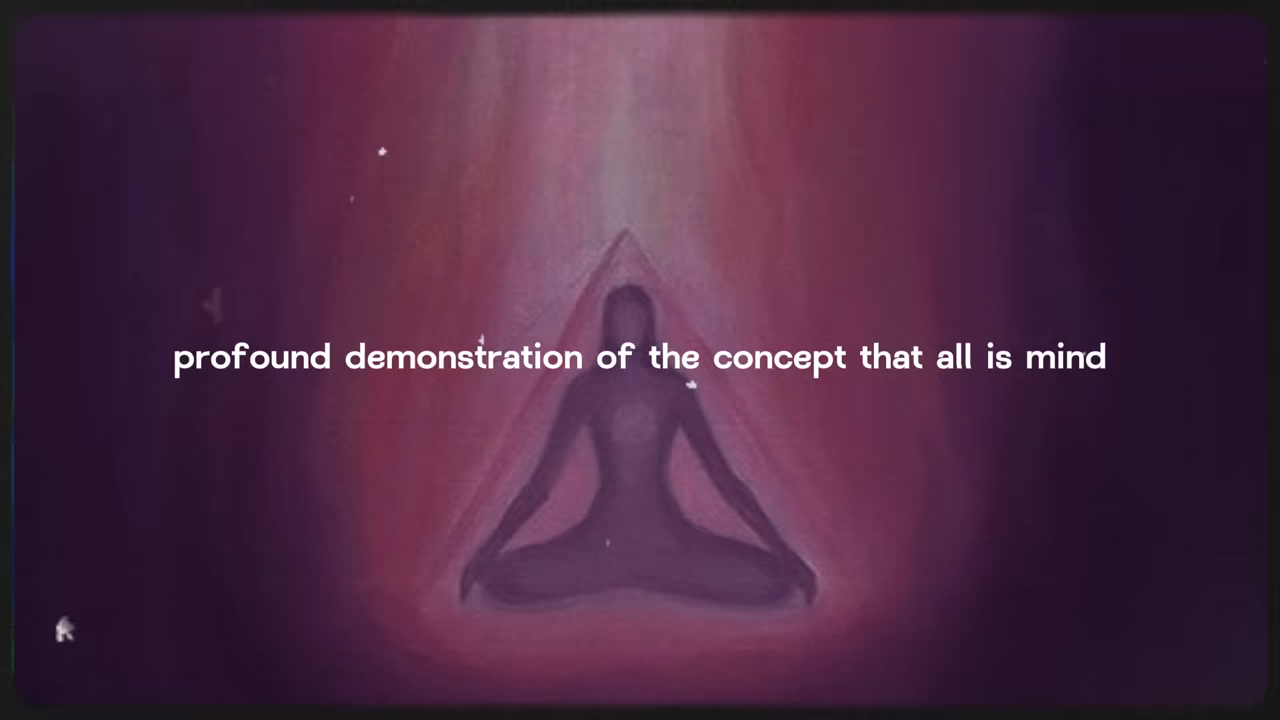 profound demonstration of the concept that all is mind